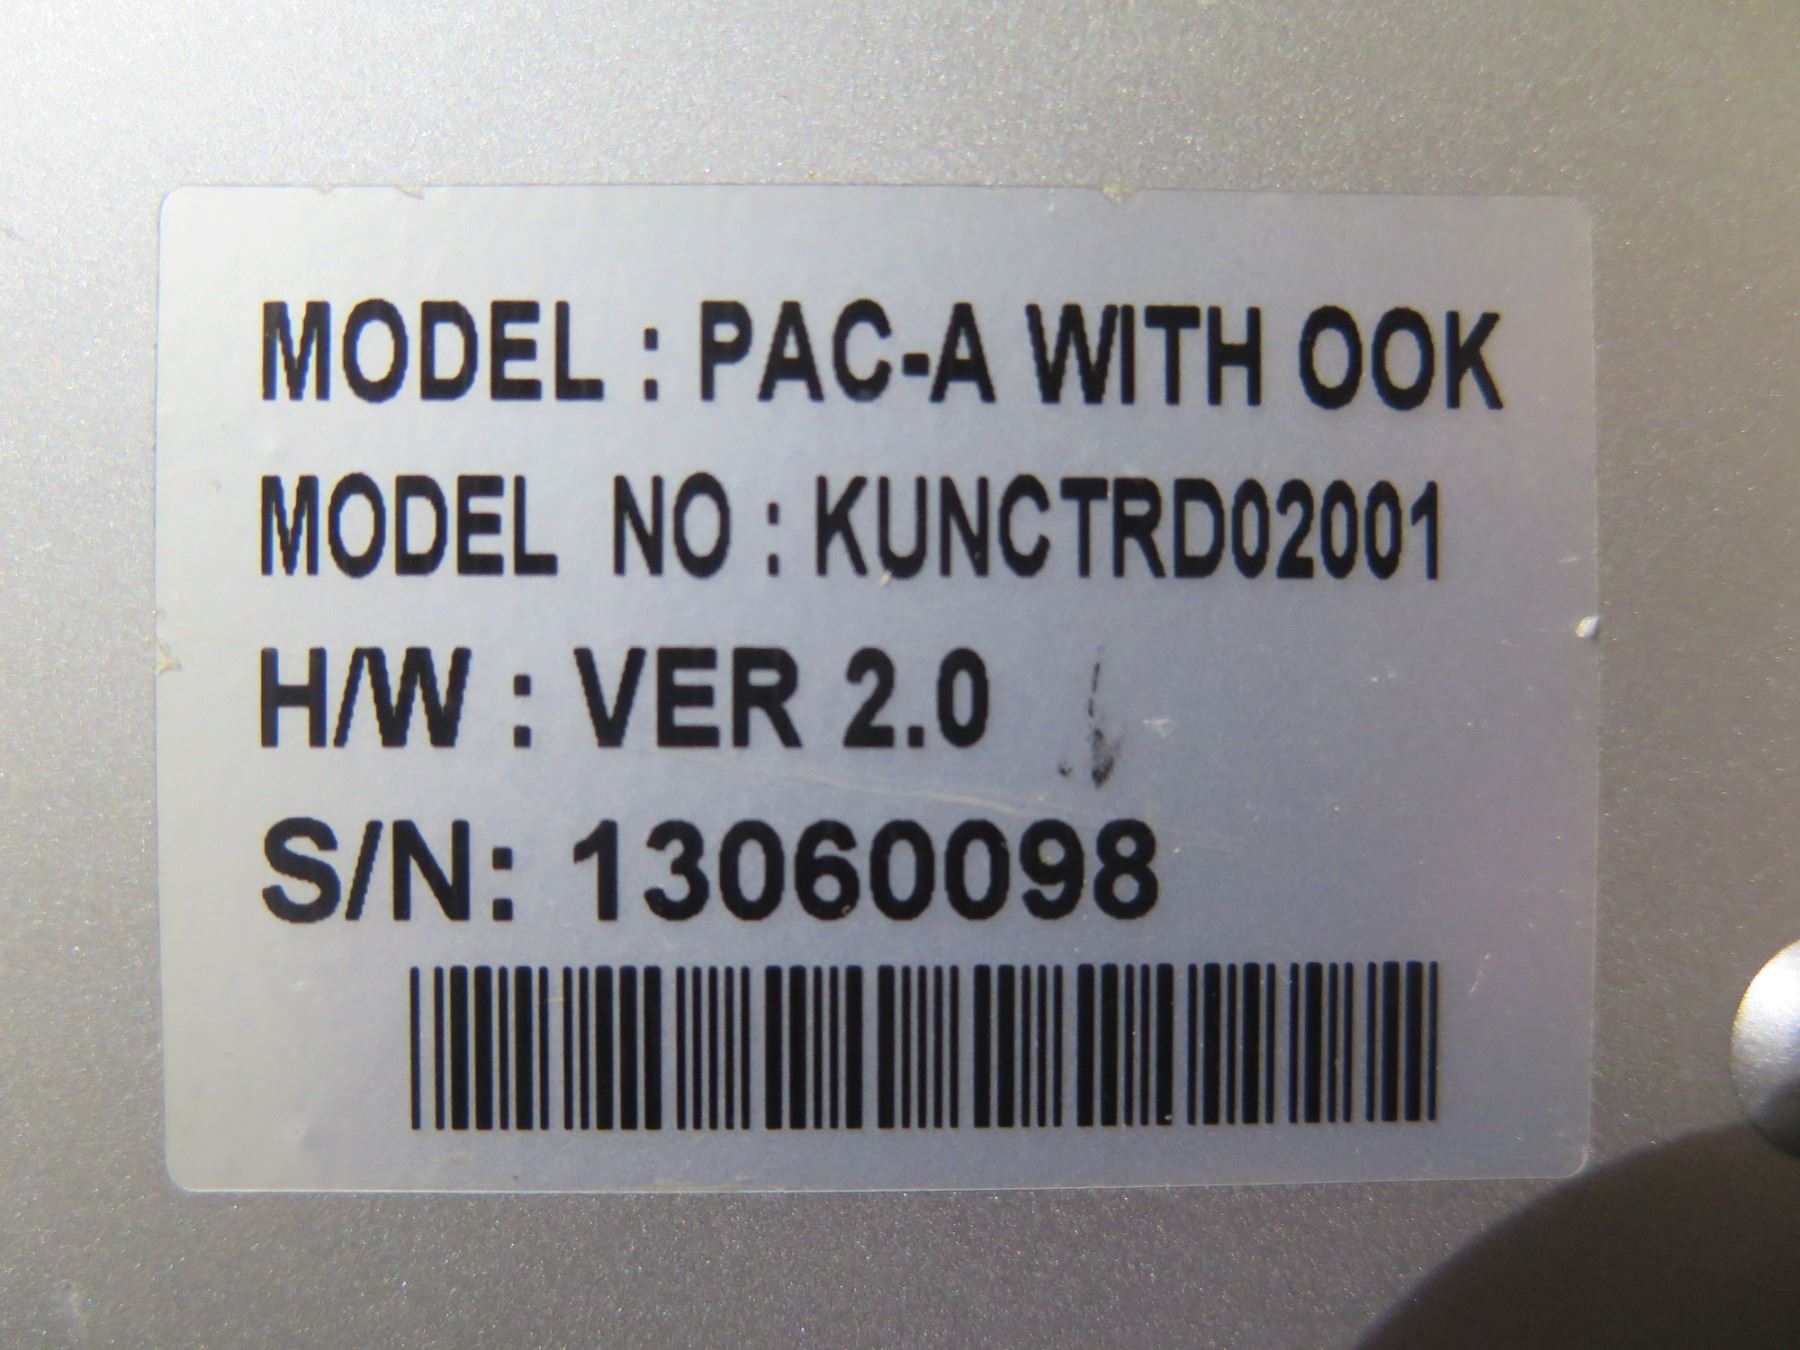 MODEL : PAC-A WITH OOK
MODEL NO : KUNCTRD02001
H/W : VER 2.0
S/N: 13060098